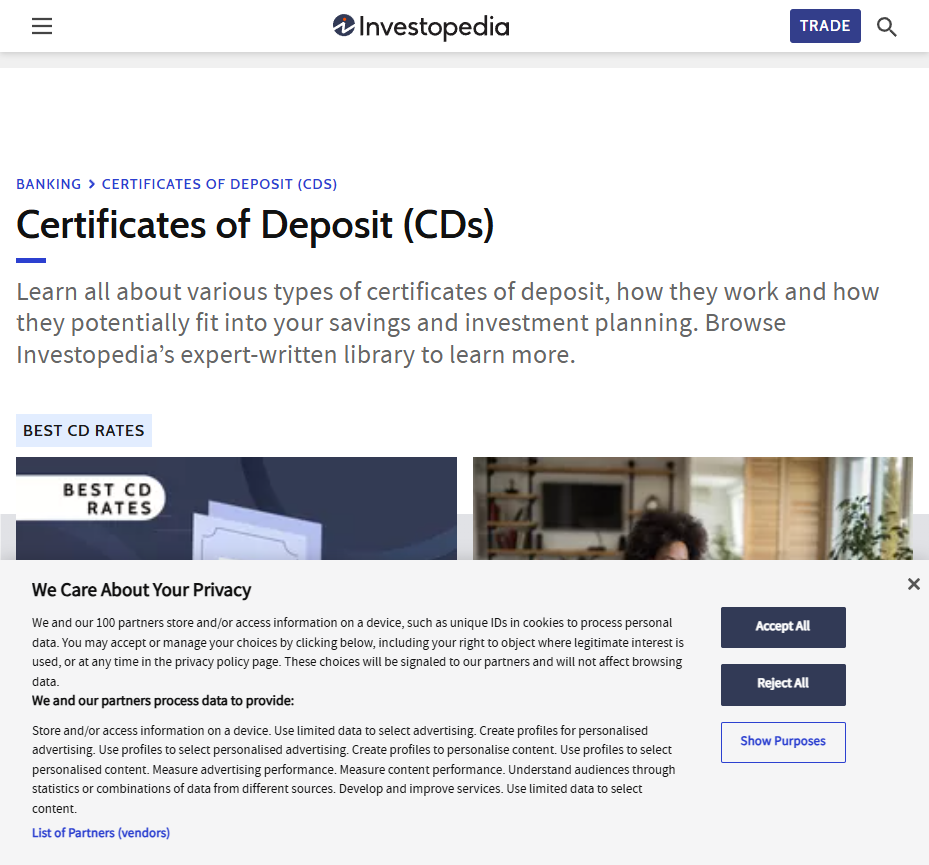 Investopedia
TRADE
BANKING > CERTIFICATES OF DEPOSIT (CDS)
Certificates of Deposit (CDs)
Learn all about various types of certificates of deposit, how they work and how
they potentially fit into your savings and investment planning. Browse
Investopedia’s expert-written library to learn more.
BEST CD RATES
BEST CD
RATES
We Care About Your Privacy
We and our 100 partners store and/or access information on a device, such as unique IDs in cookies to process personal
data. You may accept or manage your choices by clicking below, including your right to object where legitimate interest is
used, or at any time in the privacy policy page. These choices will be signaled to our partners and will not affect browsing
data.
We and our partners process data to provide:
Store and/or access information on a device. Use limited data to select advertising. Create profiles for personalised
advertising. Use profiles to select personalised advertising. Create profiles to personalise content. Use profiles to select
personalised content. Measure advertising performance. Measure content performance. Understand audiences through
statistics or combinations of data from different sources. Develop and improve services. Use limited data to select
content.
List of Partners (vendors)
Accept All
Reject All
Show Purposes